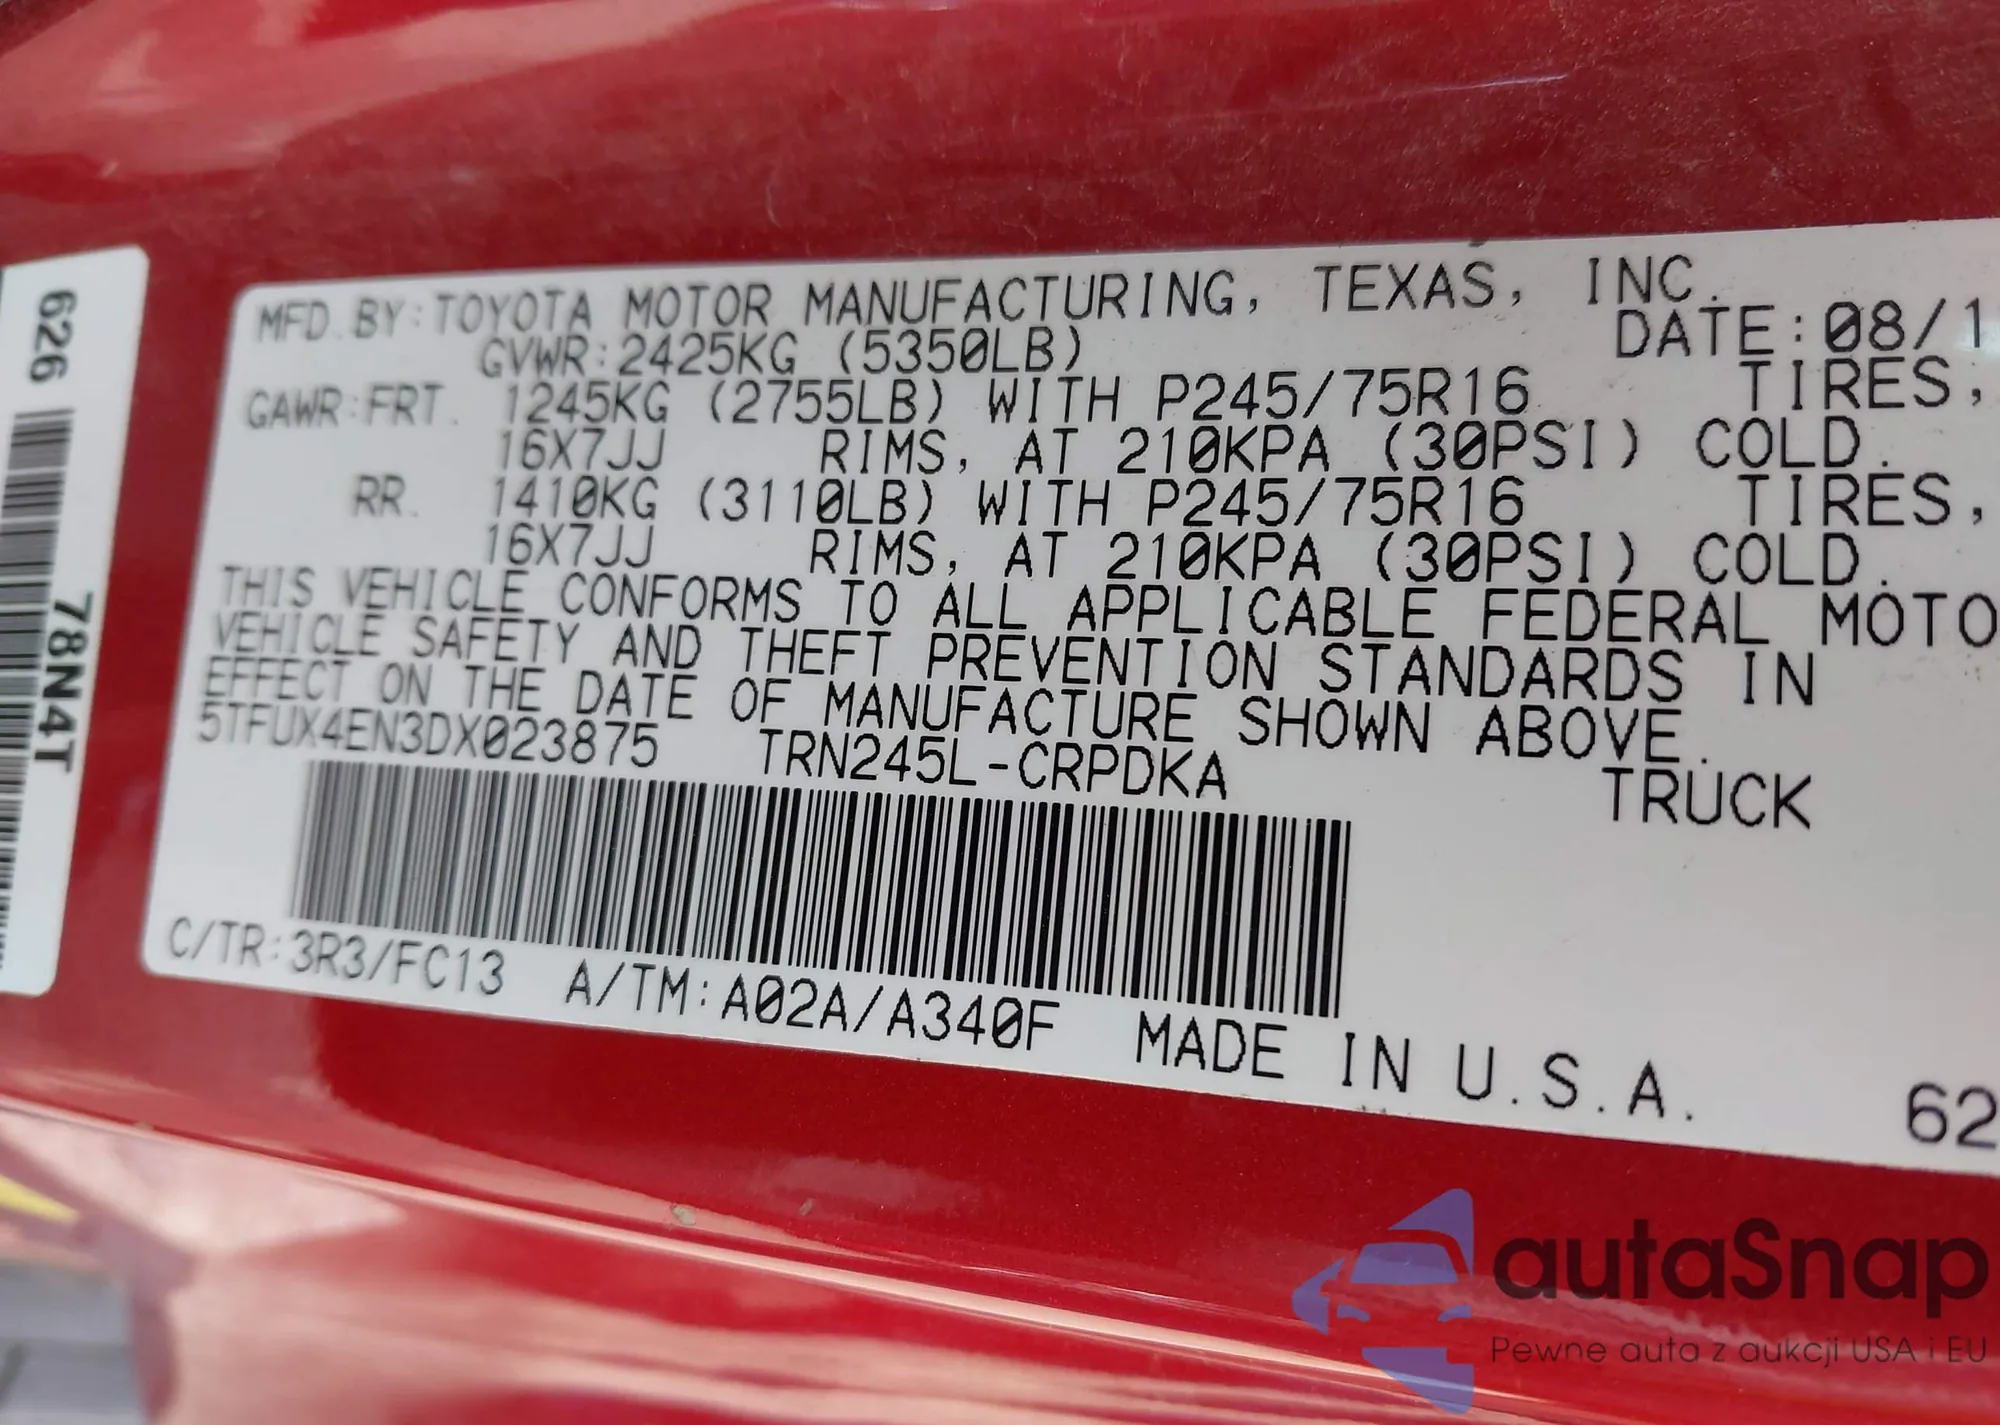 626
78N4T
MFD. BY: TOYOTA MOTOR MANUFACTURING, TEXAS, INC.
GVWR: 2425KG (5350LB) DATE: 08/1
GAWR: FRT. 1245KG (2755LB) WITH P245/75R16 TIRES,
16X7JJ RIMS, AT 210KPA (30PSI) COLD.
RR. 1410KG (3110LB) WITH P245/75R16 TIRES,
16X7JJ RIMS, AT 210KPA (30PSI) COLD.
THIS VEHICLE CONFORMS TO ALL APPLICABLE FEDERAL MOTO
VEHICLE SAFETY AND THEFT PREVENTION STANDARDS IN
EFFECT ON THE DATE OF MANUFACTURE SHOWN ABOVE.
5TFUX4EN3DX023875 TRN245L-CRPDKA TRUCK
C/TR: 3R3/FC13 A/TM: A02A/A340F MADE IN U.S.A.
62
autaSnap
Pewne auta z aukcji USA i EU